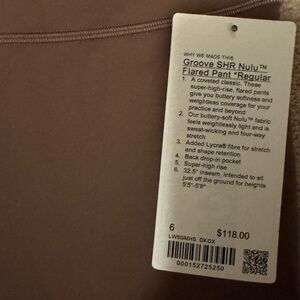 WHY WE MADE THIS
Groove SHR Nulu™
Flared Pant *Regular
1. A coveted classic. These
super-high-rise, flared pants
give you buttery softness and
weightless coverage for your
practice and beyond
2. Our buttery-soft Nulu™ fabric
feels weightlessly light and is
sweat-wicking and four-way
stretch
3. Added Lycra® fibre for stretch
and shape retention
4. Back drop-in pocket
5. Super-high rise
6. 32.5" inseam. Intended to sit
just off the ground for heights
5'5"-5'8"
6 $118.00
LW5GMHS DKOX
000152725250